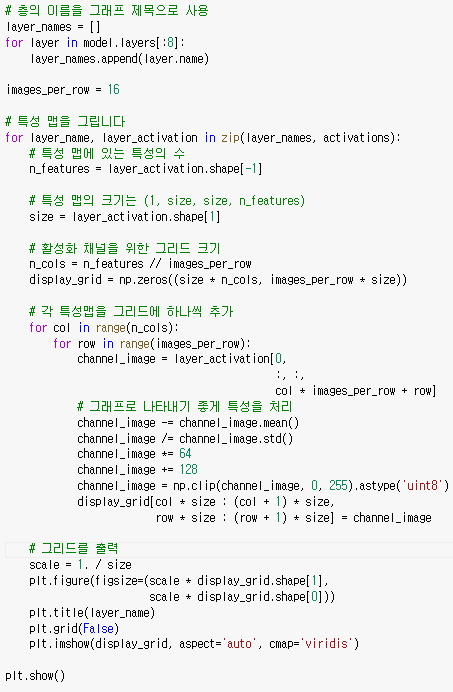 # 층의 이름을 그래프 제목으로 사용
layer_names = []
for layer in model.layers[:8]:
    layer_names.append(layer.name)

images_per_row = 16

# 특성 맵을 그립니다
for layer_name, layer_activation in zip(layer_names, activations):
    # 특성 맵에 있는 특성의 수
    n_features = layer_activation.shape[-1]

    # 특성 맵의 크기는 (1, size, size, n_features)
    size = layer_activation.shape[1]

    # 활성화 채널을 위한 그리드 크기
    n_cols = n_features // images_per_row
    display_grid = np.zeros((size * n_cols, images_per_row * size))

    # 각 특성맵을 그리드에 하나씩 추가
    for col in range(n_cols):
        for row in range(images_per_row):
            channel_image = layer_activation[0,
                                             :, :,
                                             col * images_per_row + row]
            # 그래프로 나타내기 좋게 특성을 처리
            channel_image -= channel_image.mean()
            channel_image /= channel_image.std()
            channel_image *= 64
            channel_image += 128
            channel_image = np.clip(channel_image, 0, 255).astype('uint8')
            display_grid[col * size : (col + 1) * size,
                         row * size : (row + 1) * size] = channel_image

    # 그리드를 출력
    scale = 1. / size
    plt.figure(figsize=(scale * display_grid.shape[1],
                        scale * display_grid.shape[0]))
    plt.title(layer_name)
    plt.grid(False)
    plt.imshow(display_grid, aspect='auto', cmap='viridis')

plt.show()